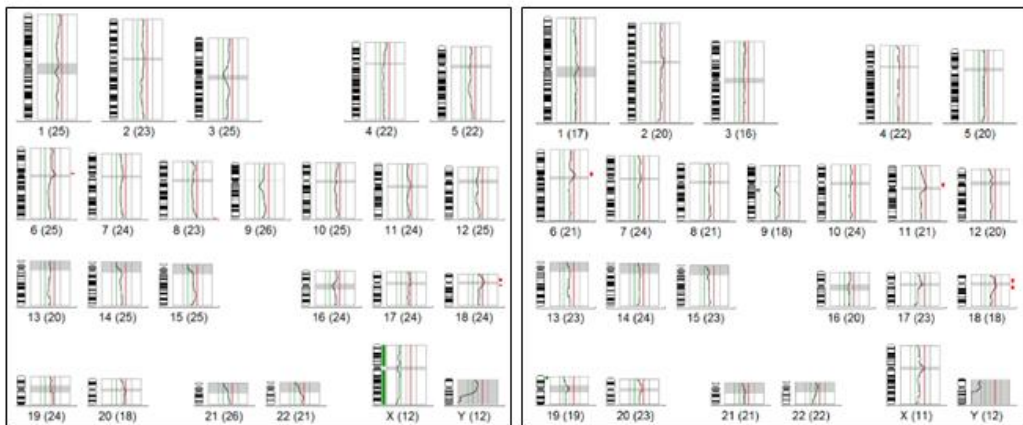 1 (25) 2 (23) 3 (25) 4 (22) 5 (22)
6 (25) 7 (24) 8 (23) 9 (26) 10 (25) 11 (24) 12 (25)
13 (20) 14 (25) 15 (25) 16 (24) 17 (24) 18 (24)
19 (24) 20 (18) 21 (26) 22 (21) X (12) Y (12)
1 (17) 2 (20) 3 (16) 4 (22) 5 (20)
6 (21) 7 (24) 8 (21) 9 (18) 10 (24) 11 (21) 12 (20)
13 (23) 14 (24) 15 (23) 16 (20) 17 (23) 18 (18)
19 (19) 20 (23) 21 (21) 22 (22) X (11) Y (12)